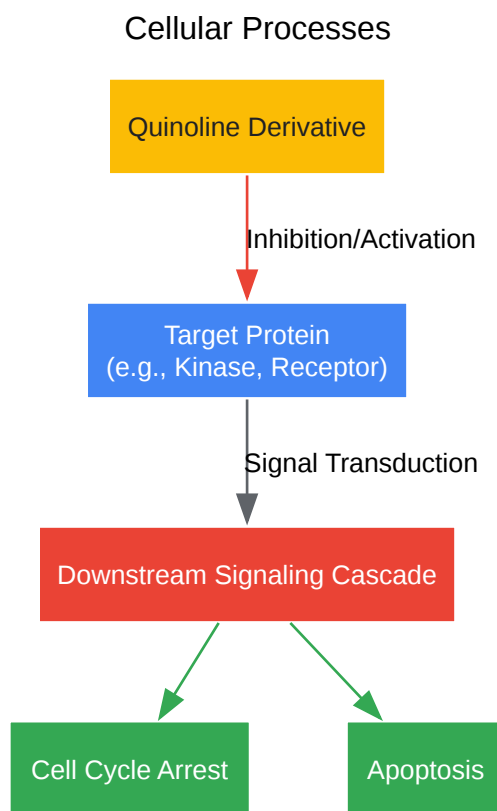 Cellular Processes
Quinoline Derivative
Inhibition/Activation
Target Protein
(e.g., Kinase, Receptor)
Signal Transduction
Downstream Signaling Cascade
Cell Cycle Arrest
Apoptosis